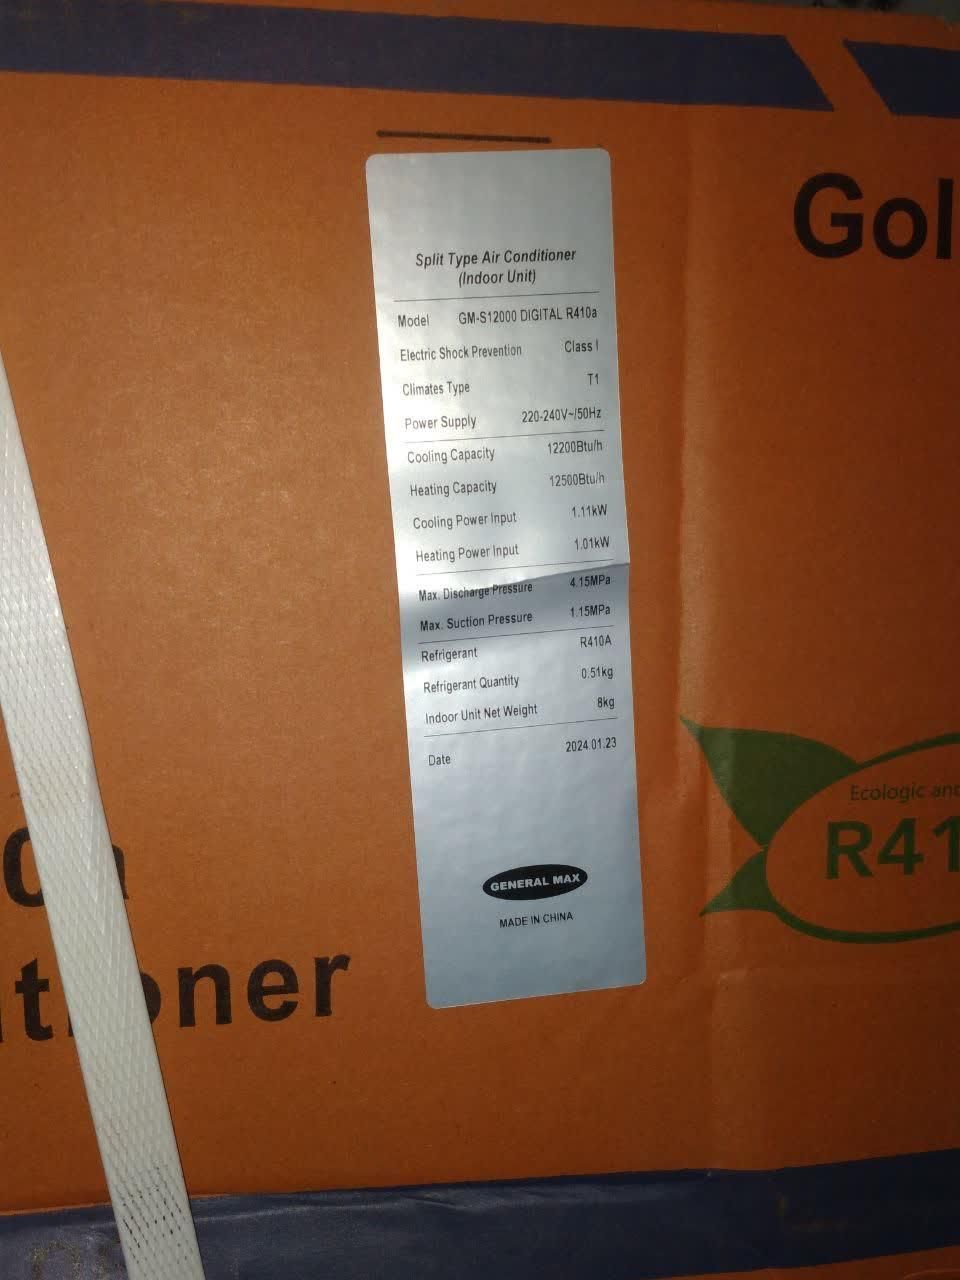 Gol
Split Type Air Conditioner
(Indoor Unit)
Model GM-S12000 DIGITAL R410a
Electric Shock Prevention Class I
Climates Type T1
Power Supply 220-240V~/50Hz
Cooling Capacity 12200Btu/h
Heating Capacity 12500Btu/h
Cooling Power Input 1.11kW
Heating Power Input 1.01kW
Max. Discharge Pressure 4.15MPa
Max. Suction Pressure 1.15MPa
Refrigerant R410A
Refrigerant Quantity 0.51kg
Indoor Unit Net Weight 8kg
Date 2024.01.23
GENERAL MAX
MADE IN CHINA
Ecologic and
R41
itioner